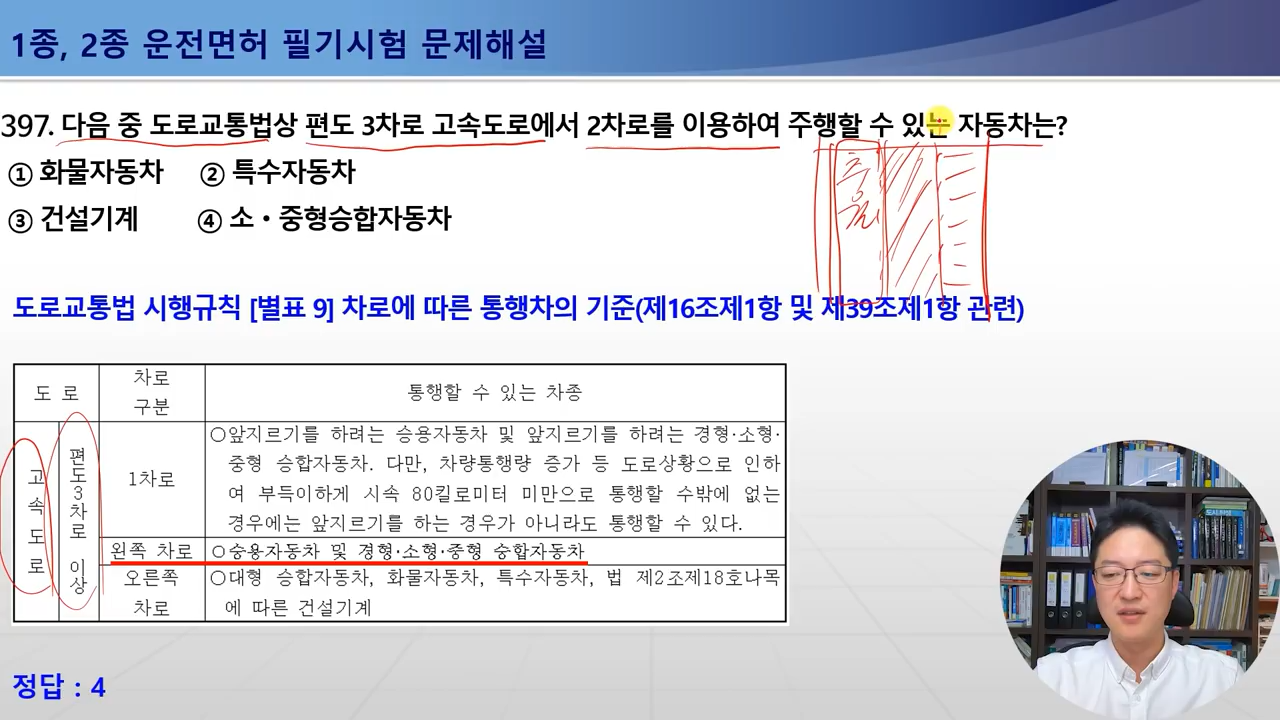 1종, 2종 운전면허 필기시험 문제해설
397. 다음 중 도로교통법상 편도 3차로 고속도로에서 2차로를 이용하여 주행할 수 있는 자동차는?
① 화물자동차 ② 특수자동차
③ 건설기계 ④ 소・중형승합자동차
도로교통법 시행규칙 [별표 9] 차로에 따른 통행차의 기준(제16조제1항 및 제39조제1항 관련)
도 로 차로 구분 통행할 수 있는 차종
고속도로 편도3차로 이상
1차로
○앞지르기를 하려는 승용자동차 및 앞지르기를 하려는 경형·소형·
중형 승합자동차. 다만, 차량통행량 증가 등 도로상황으로 인하
여 부득이하게 시속 80킬로미터 미만으로 통행할 수밖에 없는
경우에는 앞지르기를 하는 경우가 아니라도 통행할 수 있다.
왼쪽 차로 ○승용자동차 및 경형·소형·중형 승합자동차
오른쪽 차로
○대형 승합자동차, 화물자동차, 특수자동차, 법 제2조제18호나목
에 따른 건설기계
정답 : 4